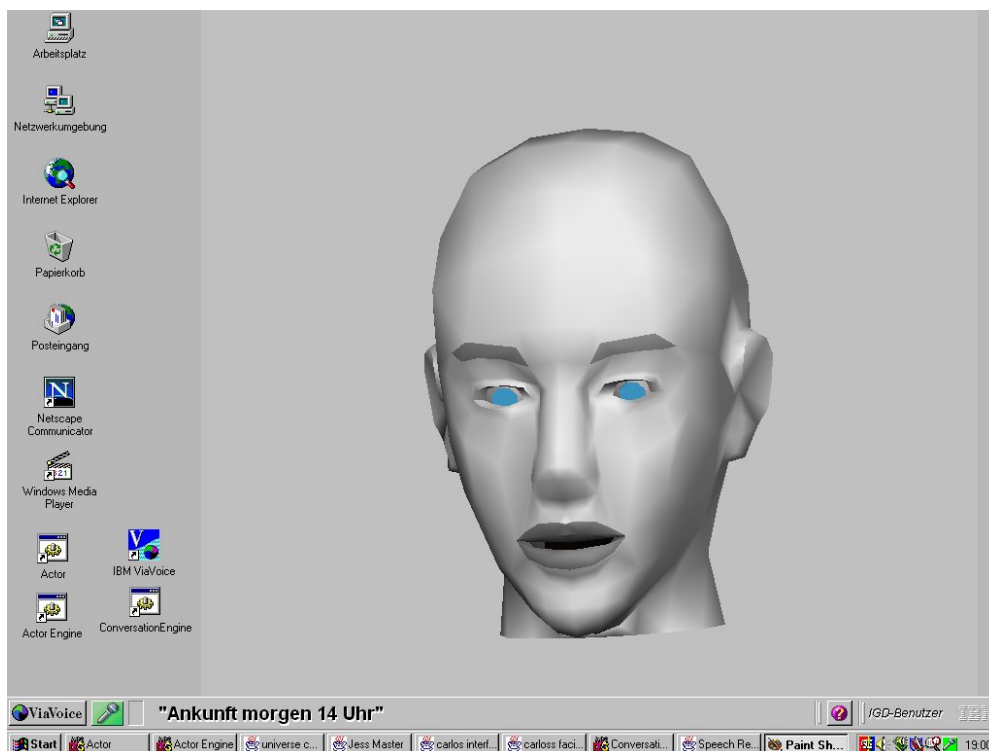 Arbeitsplatz
Netzwerkumgebung
Internet Explorer
Papierkorb
Posteingang
Netscape
Communicator
Windows Media
Player
Actor
IBM ViaVoice
Actor Engine
ConversationEngine
ViaVoice
"Ankunft morgen 14 Uhr"
IGD-Benutzer
IBM
Start
Actor
Actor Engine
universe c...
Jess Master
carlos interf...
carloss faci...
Conversati...
Speech Re...
Paint Sh...
19:00